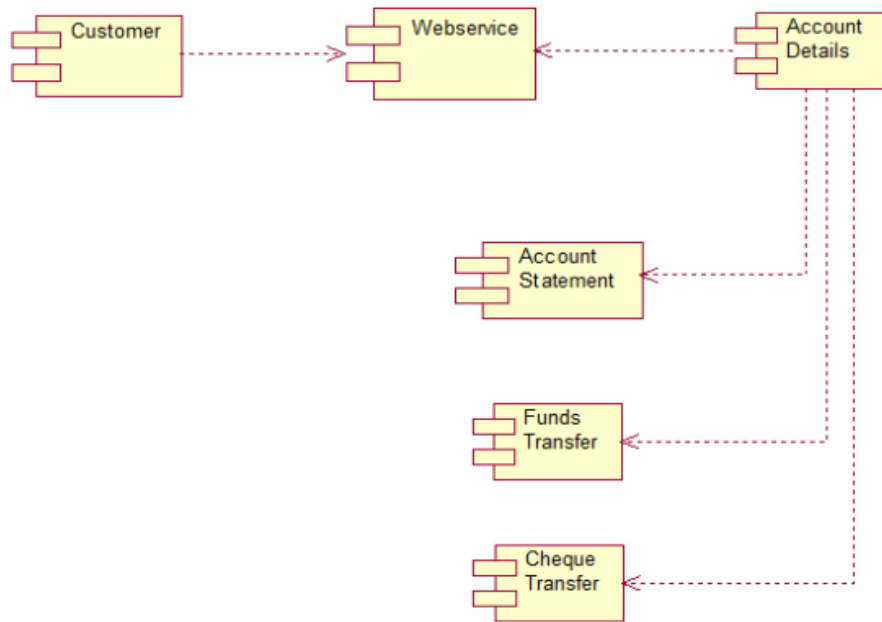 Customer
Webservice
Account
Details
Account
Statement
Funds
Transfer
Cheque
Transfer